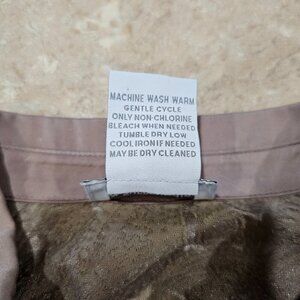 MACHINE WASH WARM
GENTLE CYCLE
ONLY NON-CHLORINE
BLEACH WHEN NEEDED
TUMBLE DRY LOW
COOL IRON IF NEEDED
MAY BE DRY CLEANED